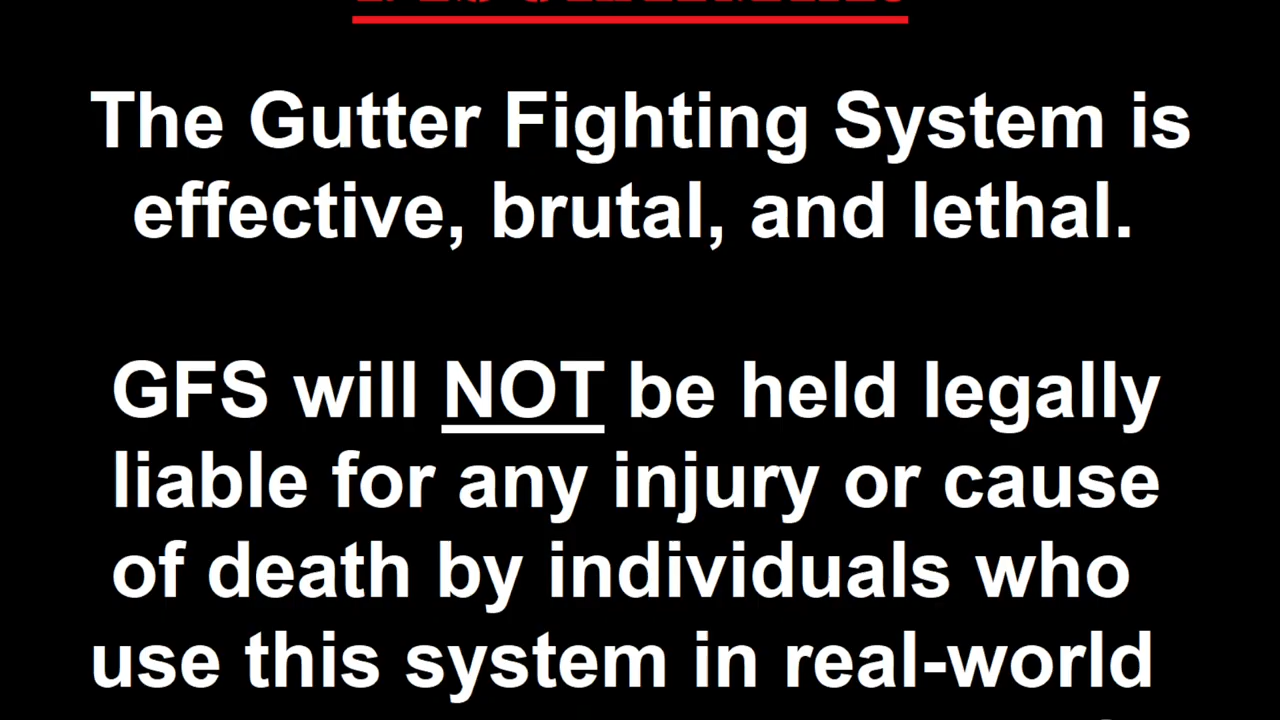 The Gutter Fighting System is
effective, brutal, and lethal.
GFS will NOT be held legally
liable for any injury or cause
of death by individuals who
use this system in real-world